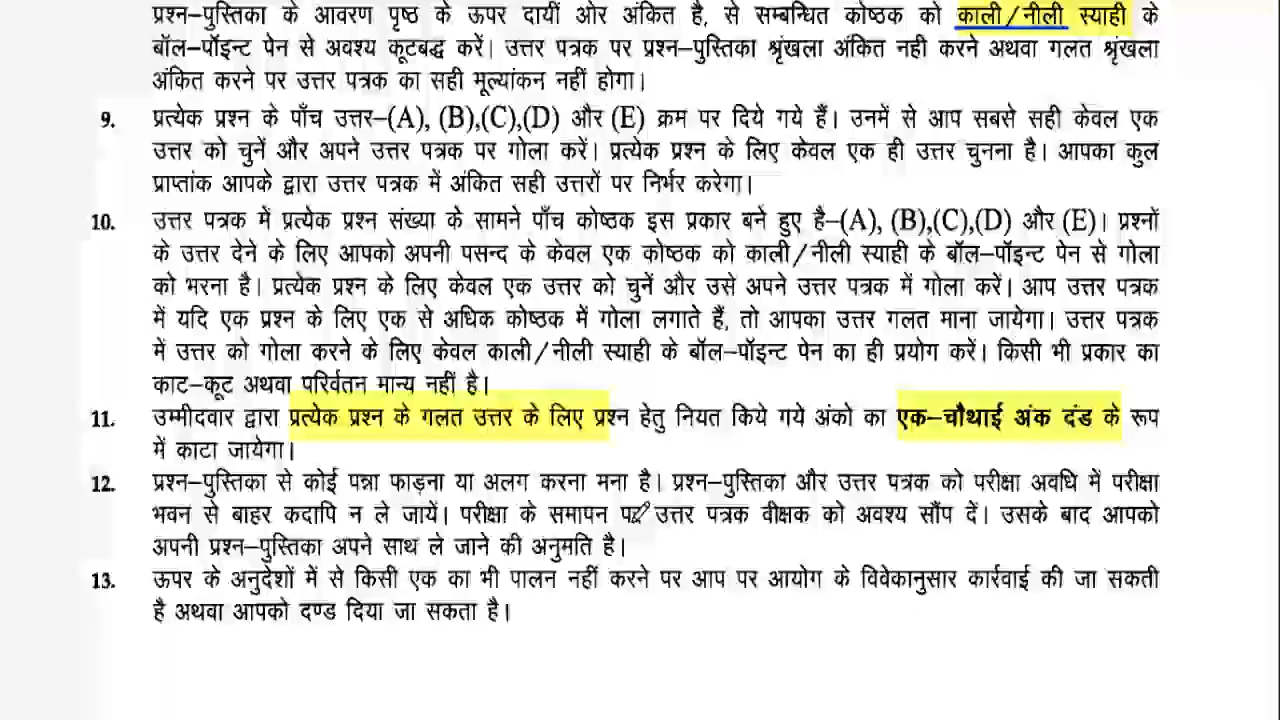 प्रश्न–पुस्तिका के आवरण पृष्ठ के ऊपर दायीं ओर अंकित है, से सम्बन्धित कोष्ठक को काली/नीली स्याही के
बॉल–पॉइन्ट पेन से अवश्य कूटबद्ध करें। उत्तर पत्रक पर प्रश्न–पुस्तिका श्रृंखला अंकित नही करने अथवा गलत श्रृंखला
अंकित करने पर उत्तर पत्रक का सही मूल्यांकन नहीं होगा।
9. प्रत्येक प्रश्न के पाँच उत्तर–(A), (B),(C),(D) और (E) क्रम पर दिये गये हैं। उनमें से आप सबसे सही केवल एक
उत्तर को चुनें और अपने उत्तर पत्रक पर गोला करें। प्रत्येक प्रश्न के लिए केवल एक ही उत्तर चुनना है। आपका कुल
प्राप्तांक आपके द्वारा उत्तर पत्रक में अंकित सही उत्तरों पर निर्भर करेगा।
10. उत्तर पत्रक में प्रत्येक प्रश्न संख्या के सामने पाँच कोष्ठक इस प्रकार बने हुए है–(A), (B),(C),(D) और (E)। प्रश्नों
के उत्तर देने के लिए आपको अपनी पसन्द के केवल एक कोष्ठक को काली/नीली स्याही के बॉल–पॉइन्ट पेन से गोला
को भरना है। प्रत्येक प्रश्न के लिए केवल एक उत्तर को चुनें और उसे अपने उत्तर पत्रक में गोला करें। आप उत्तर पत्रक
में यदि एक प्रश्न के लिए एक से अधिक कोष्ठक में गोला लगाते हैं, तो आपका उत्तर गलत माना जायेगा। उत्तर पत्रक
में उत्तर को गोला करने के लिए केवल काली/नीली स्याही के बॉल–पॉइन्ट पेन का ही प्रयोग करें। किसी भी प्रकार का
काट–कूट अथवा परिर्वतन मान्य नहीं है।
11. उम्मीदवार द्वारा प्रत्येक प्रश्न के गलत उत्तर के लिए प्रश्न हेतु नियत किये गये अंको का एक–चौथाई अंक दंड के रूप
में काटा जायेगा।
12. प्रश्न–पुस्तिका से कोई पन्ना फाड़ना या अलग करना मना है। प्रश्न–पुस्तिका और उत्तर पत्रक को परीक्षा अवधि में परीक्षा
भवन से बाहर कदापि न ले जायें। परीक्षा के समापन पर उत्तर पत्रक वीक्षक को अवश्य सौंप दें। उसके बाद आपको
अपनी प्रश्न–पुस्तिका अपने साथ ले जाने की अनुमति है।
13. ऊपर के अनुदेशों में से किसी एक का भी पालन नहीं करने पर आप पर आयोग के विवेकानुसार कार्रवाई की जा सकती
है अथवा आपको दण्ड दिया जा सकता है।